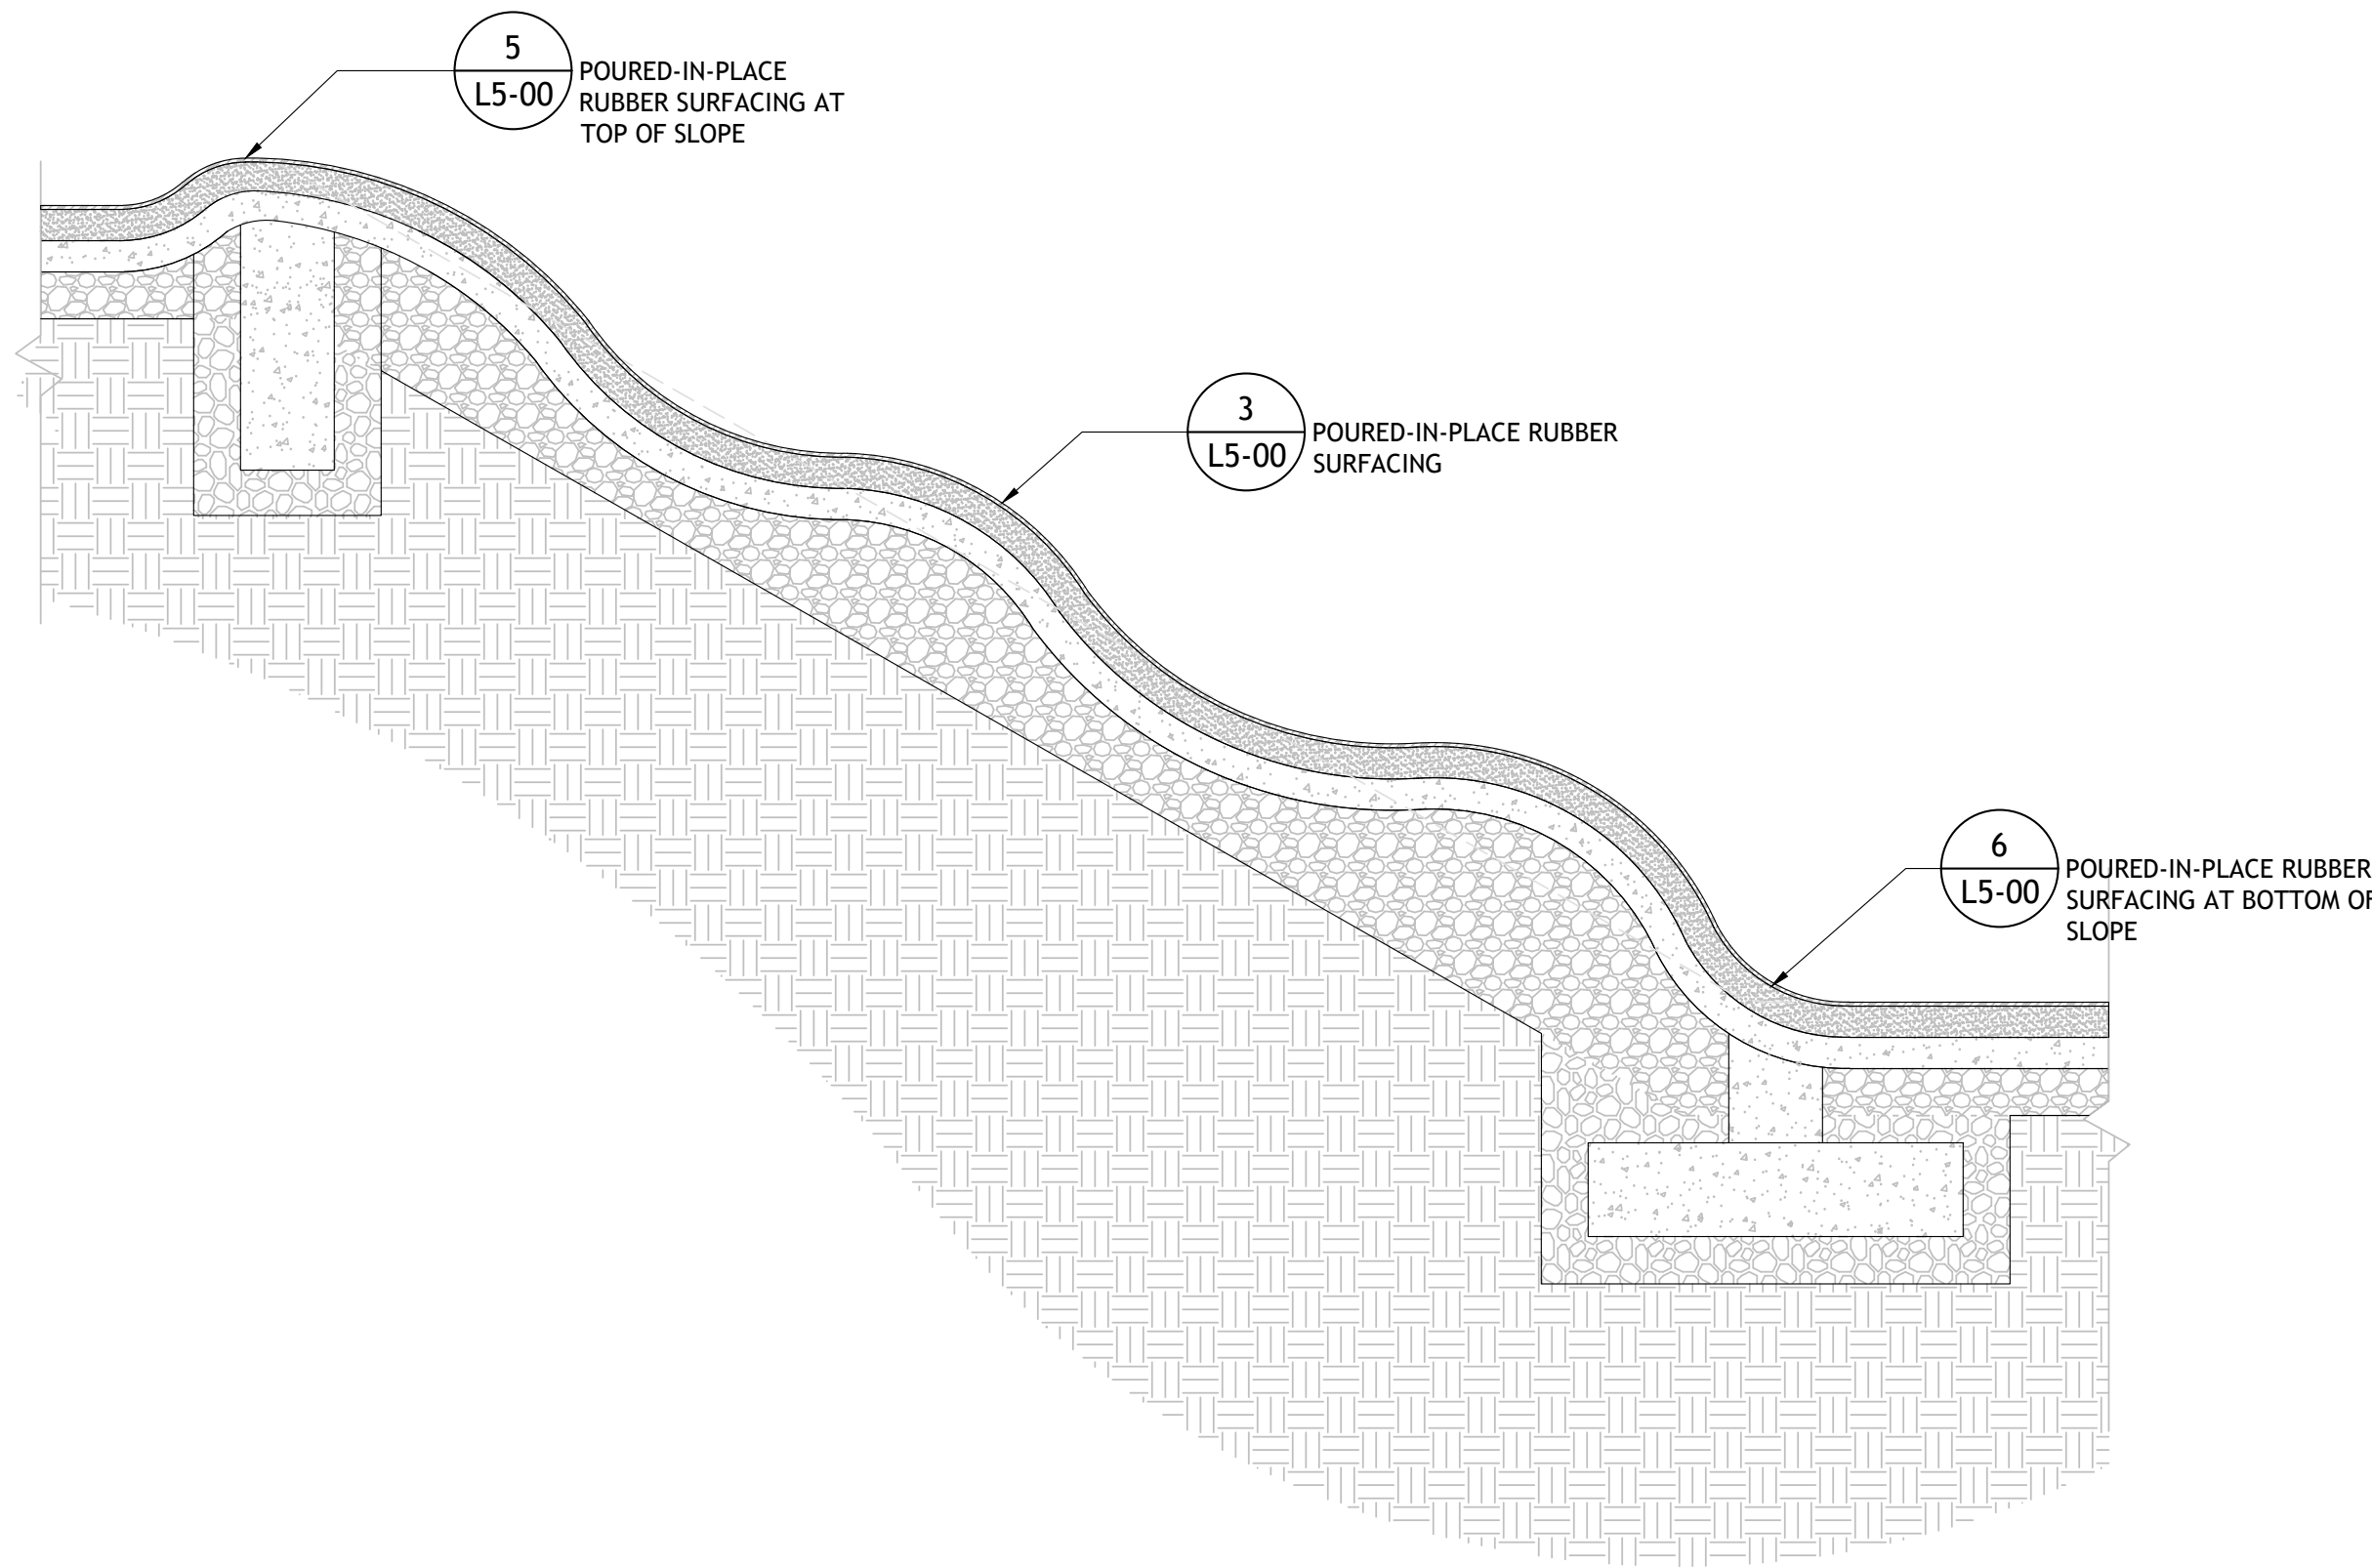 5
L5-00
POURED-IN-PLACE
RUBBER SURFACING AT
TOP OF SLOPE
3
L5-00
POURED-IN-PLACE RUBBER
SURFACING
6
L5-00
POURED-IN-PLACE RUBBER
SURFACING AT BOTTOM OF
SLOPE